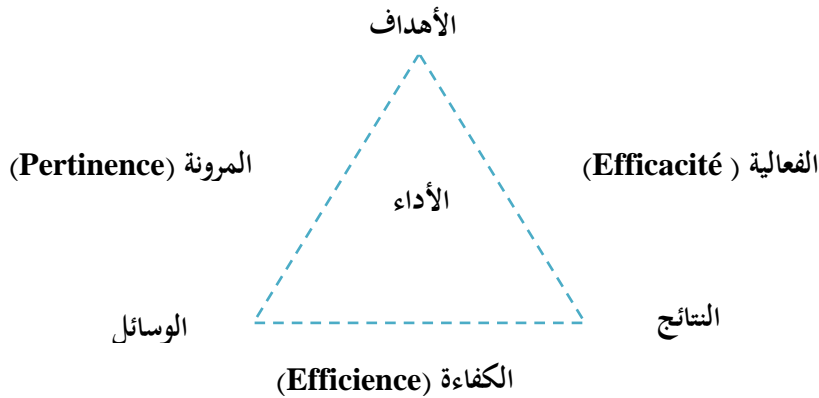 الأهداف
الفعالية ( Efficacité)
المرونة (Pertinence)
الأداء
النتائج
الوسائل
الكفاءة (Efficience)